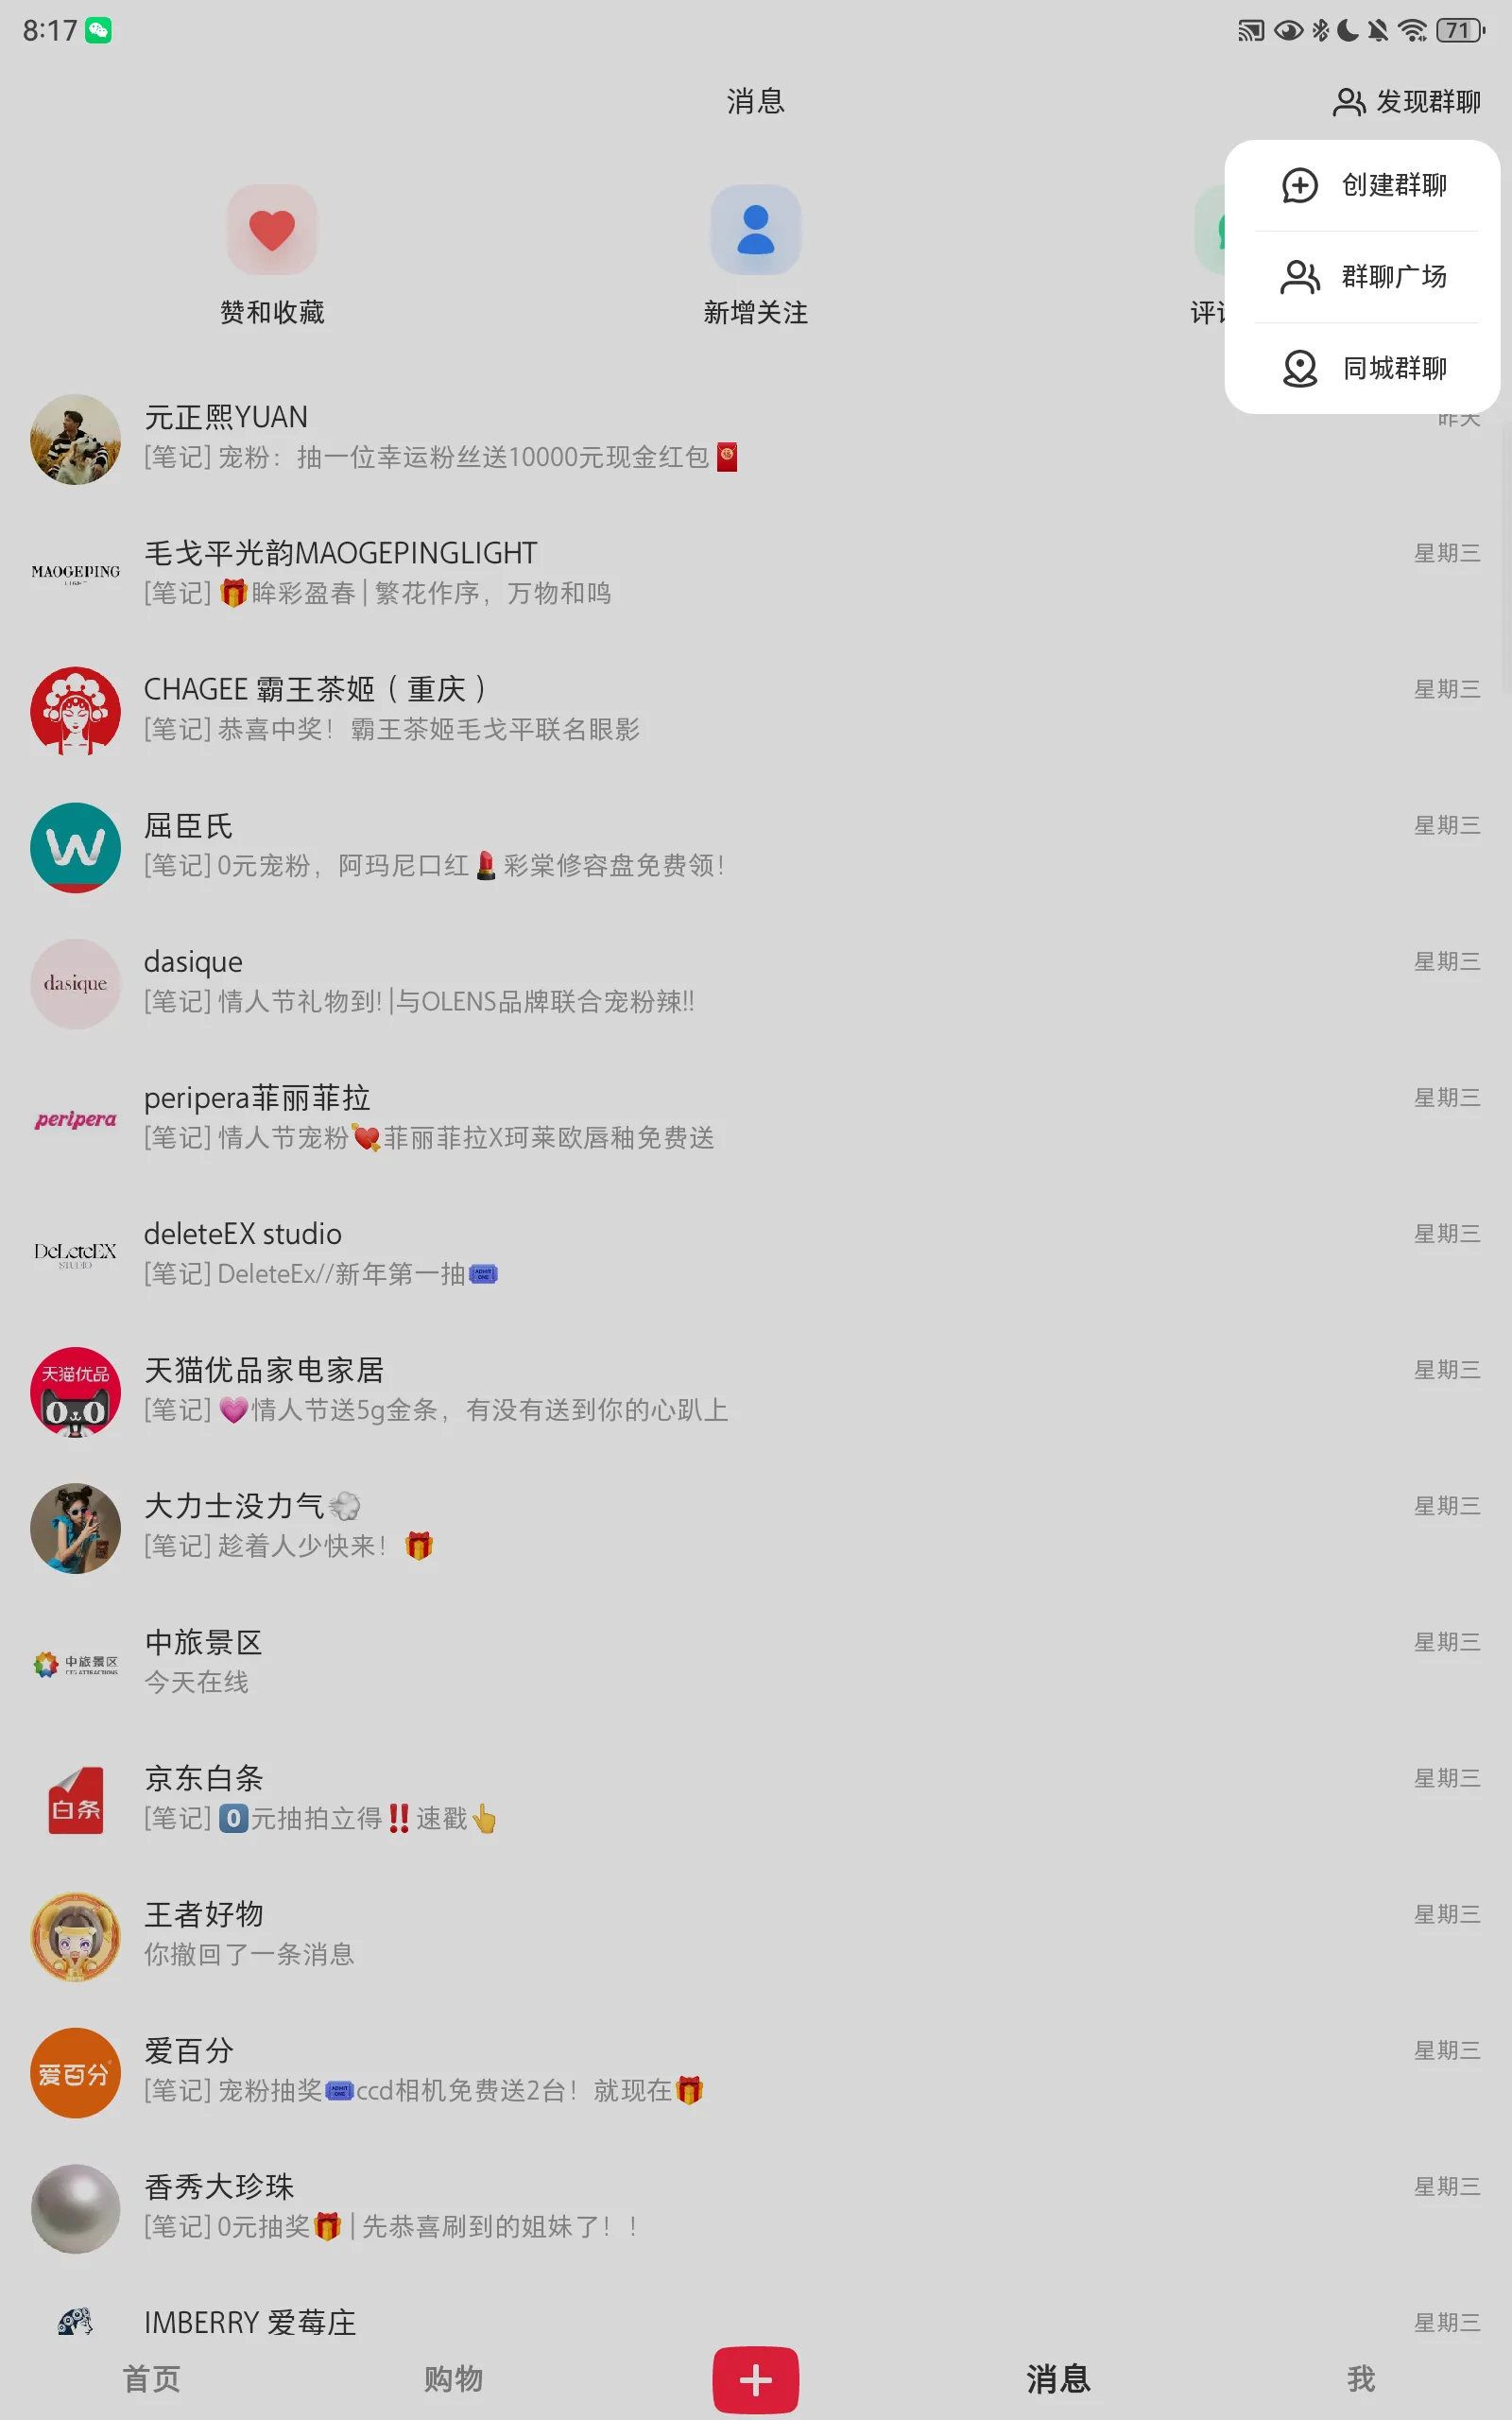 8:17
71
消息
发现群聊
创建群聊
群聊广场
同城群聊
赞和收藏
新增关注
元正熙YUAN
昨天
[笔记] 宠粉：抽一位幸运粉丝送10000元现金红包🧧
MAOGEPING
LIGHT
毛戈平光韵MAOGEPINGLIGHT
星期三
[笔记] 🎁眸彩盈春 | 繁花作序，万物和鸣
CHAGEE 霸王茶姬（重庆）
星期三
[笔记] 恭喜中奖！霸王茶姬毛戈平联名眼影
屈臣氏
星期三
[笔记] 0元宠粉，阿玛尼口红💄彩棠修容盘免费领！
dasique
dasique
星期三
[笔记] 情人节礼物到! |与OLENS品牌联合宠粉辣!!
peripera
peripera菲丽菲拉
星期三
[笔记] 情人节宠粉💘菲丽菲拉X珂莱欧唇釉免费送
DeLeteEX
STUDIO
deleteEX studio
星期三
[笔记] DeleteEx//新年第一抽🎟
天猫优品
天猫优品家电家居
星期三
[笔记] 💗情人节送5g金条，有没有送到你的心趴上
大力士没力气💨
星期三
[笔记] 趁着人少快来！🎁
中旅景区
CTS ATTRACTIONS
中旅景区
星期三
今天在线
白条
京东白条
星期三
[笔记] 0️⃣元抽拍立得‼️速戳👆
王者好物
星期三
你撤回了一条消息
爱百分
爱百分
星期三
[笔记] 宠粉抽奖🎟ccd相机免费送2台！就现在🎁
香秀大珍珠
星期三
[笔记] 0元抽奖🎁 | 先恭喜刷到的姐妹了！！
IMBERRY 爱莓庄
星期三
首页
购物
消息
我